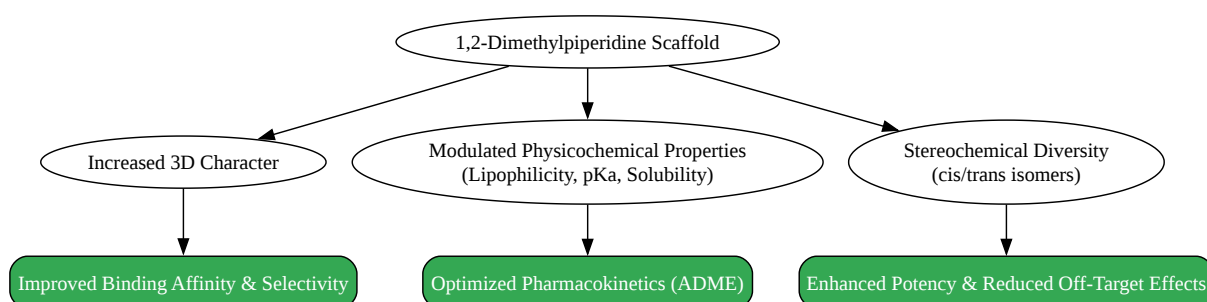 1,2-Dimethylpiperidine Scaffold
Increased 3D Character
Modulated Physicochemical Properties
(Lipophilicity, pKa, Solubility)
Stereochemical Diversity
(cis/trans isomers)
Improved Binding Affinity & Selectivity
Optimized Pharmacokinetics (ADME)
Enhanced Potency & Reduced Off-Target Effects